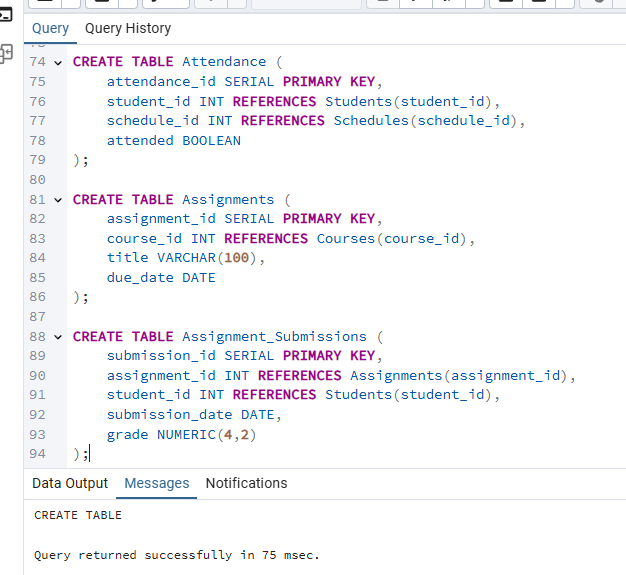 Query Query History
74 CREATE TABLE Attendance (
75 attendance_id SERIAL PRIMARY KEY,
76 student_id INT REFERENCES Students(student_id),
77 schedule_id INT REFERENCES Schedules(schedule_id),
78 attended BOOLEAN
79 );
80
81 CREATE TABLE Assignments (
82 assignment_id SERIAL PRIMARY KEY,
83 course_id INT REFERENCES Courses(course_id),
84 title VARCHAR(100),
85 due_date DATE
86 );
87
88 CREATE TABLE Assignment_Submissions (
89 submission_id SERIAL PRIMARY KEY,
90 assignment_id INT REFERENCES Assignments(assignment_id),
91 student_id INT REFERENCES Students(student_id),
92 submission_date DATE,
93 grade NUMERIC(4,2)
94 );
Data Output Messages Notifications
CREATE TABLE
Query returned successfully in 75 msec.